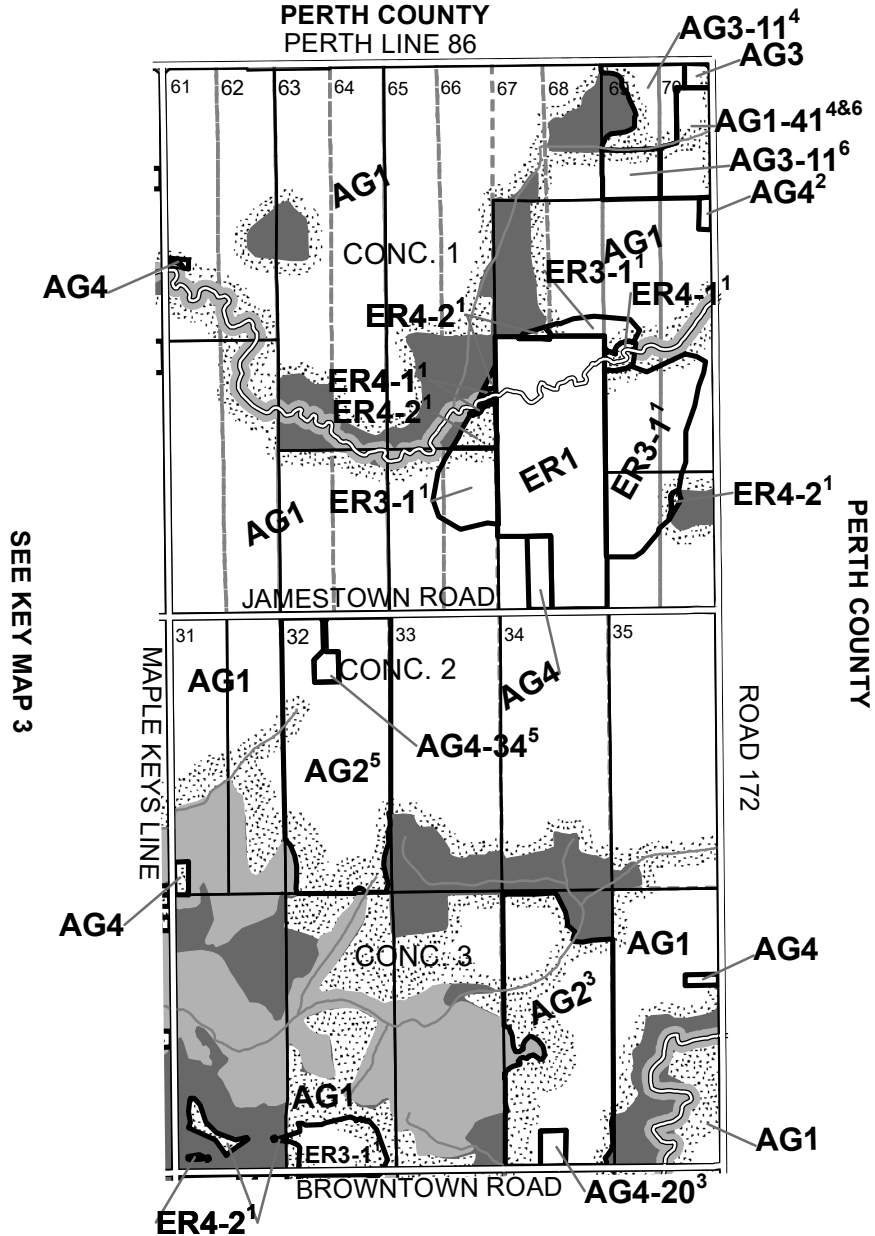 PERTH COUNTY
PERTH LINE 86
AG3-11⁴
AG3
61 62 63 64 65 66 67 68 69 70
AG1-41⁴&⁶
AG3-11⁶
AG4²
AG1
CONC. 1
AG1
ER3-1¹
ER4-1¹
AG4
ER4-2¹
ER4-1¹
ER4-2¹
ER3-1¹
ER1
ER3-1¹
ER4-2¹
AG1
SEE KEY MAP 3
PERTH COUNTY
JAMESTOWN ROAD
31 32 33 34 35
MAPLE KEYS LINE
AG1
CONC. 2
AG4
AG4-34⁵
AG2⁵
ROAD 172
AG4
CONC. 3
AG1
AG4
AG2³
AG1
ER3-1
AG1
BROWNTOWN ROAD
AG4-20³
ER4-2¹